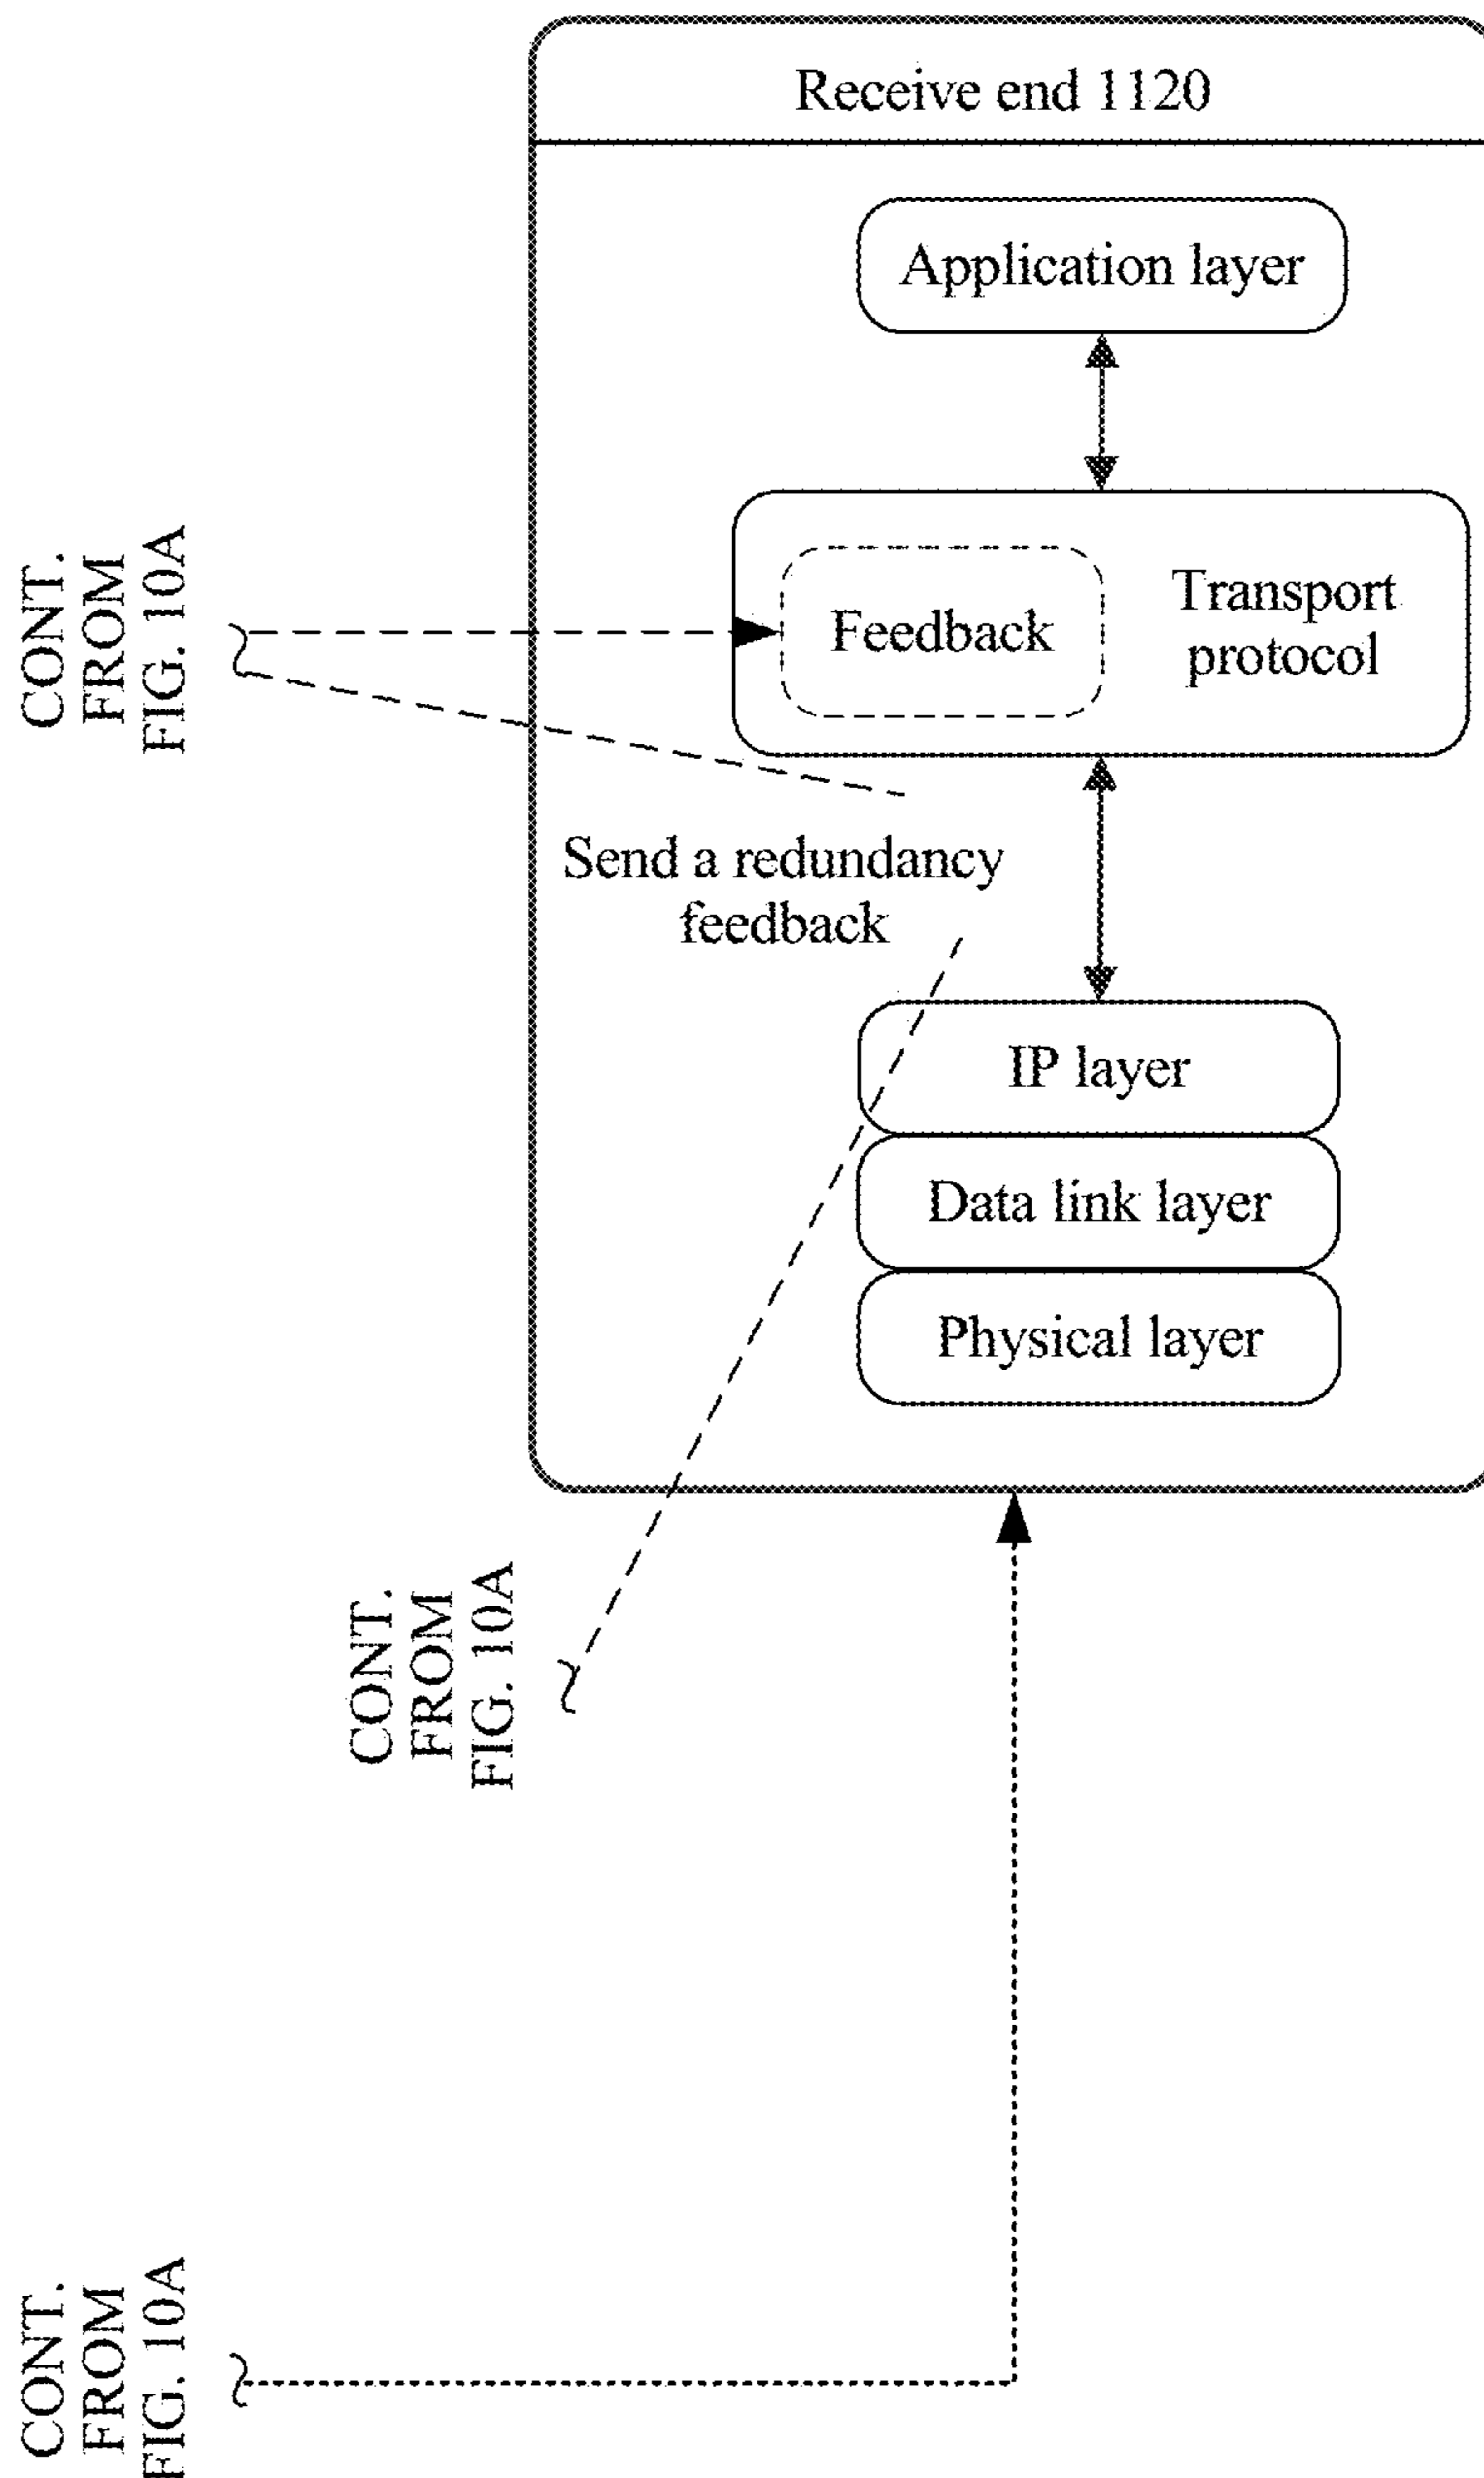 Receive end 1120
Application layer
CONT.
FROM
FIG. 10A
Feedback
Transport
protocol
Send a redundancy
feedback
IP layer
Data link layer
Physical layer
CONT.
FROM
FIG. 10A
CONT.
FROM
FIG. 10A